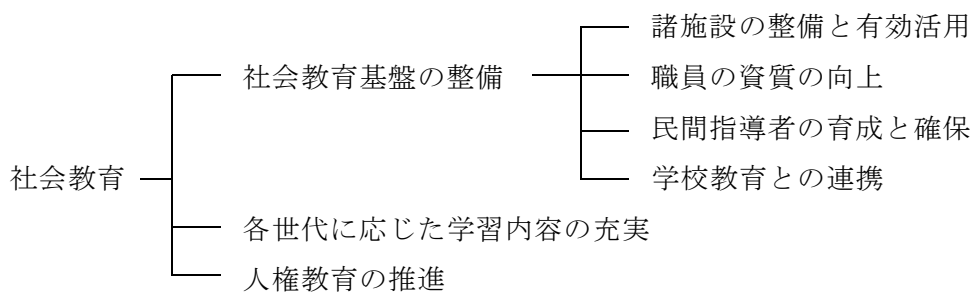 諸施設の整備と有効活用
社会教育基盤の整備
職員の資質の向上
民間指導者の育成と確保
社会教育
学校教育との連携
各世代に応じた学習内容の充実
人権教育の推進